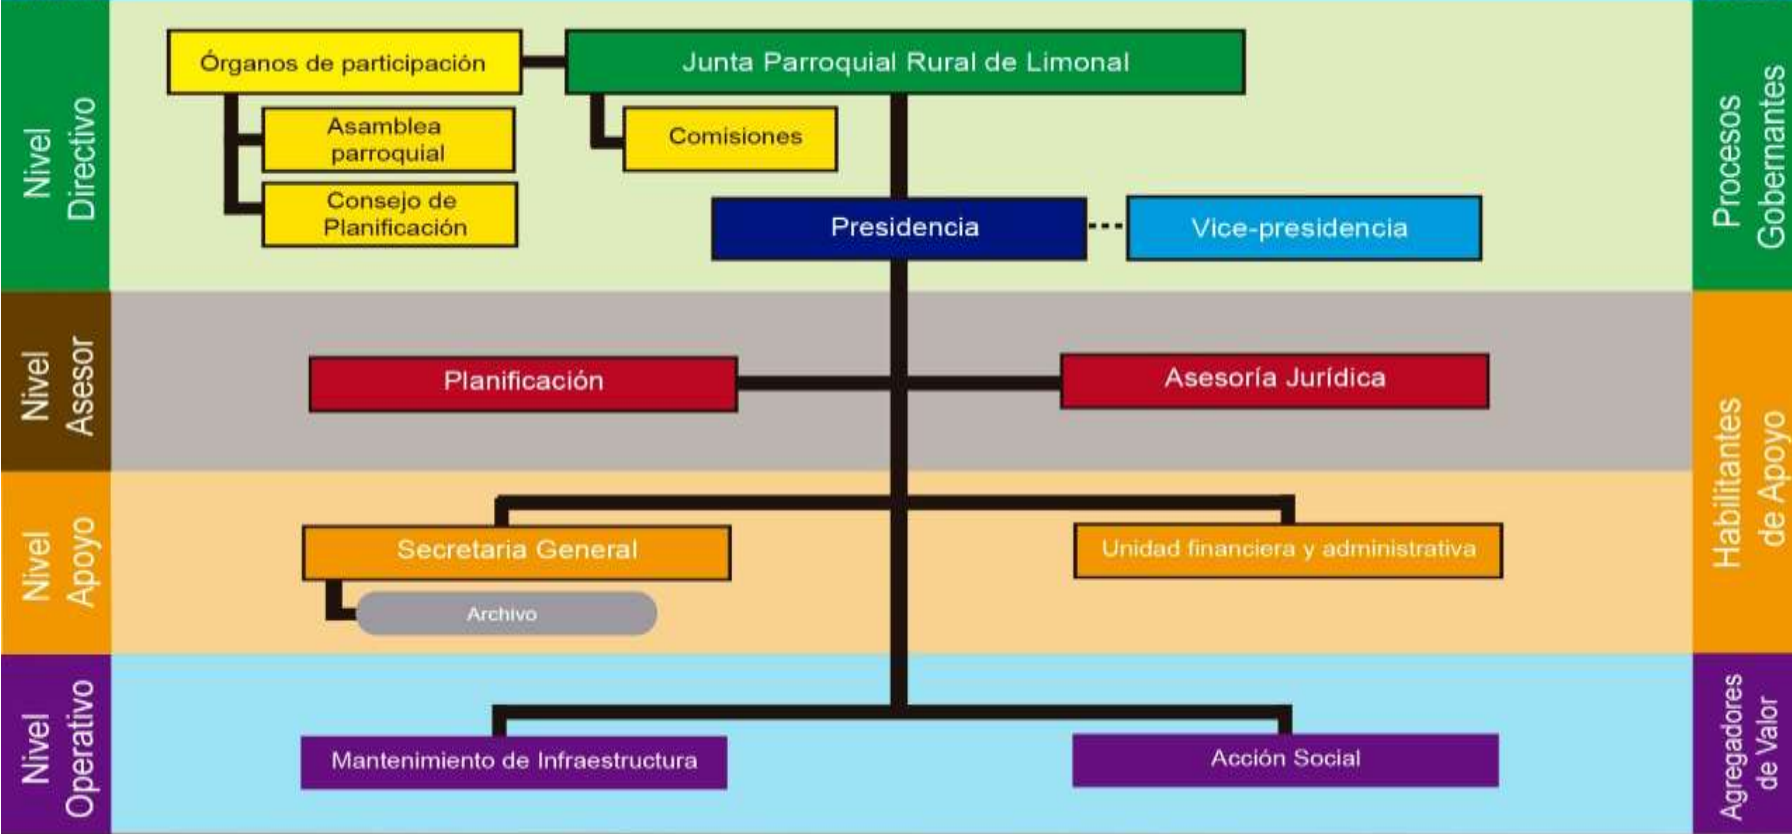 Nivel
Directivo
Órganos de participación
Junta Parroquial Rural de Limonal
Asamblea
parroquial
Comisiones
Consejo de
Planificación
Presidencia
Vice-presidencia
Procesos
Gobernantes
Nivel
Asesor
Planificación
Asesoría Jurídica
Habilitantes
de Apoyo
Nivel
Apoyo
Secretaria General
Unidad financiera y administrativa
Archivo
Nivel
Operativo
Mantenimiento de Infraestructura
Acción Social
Agregadores
de Valor